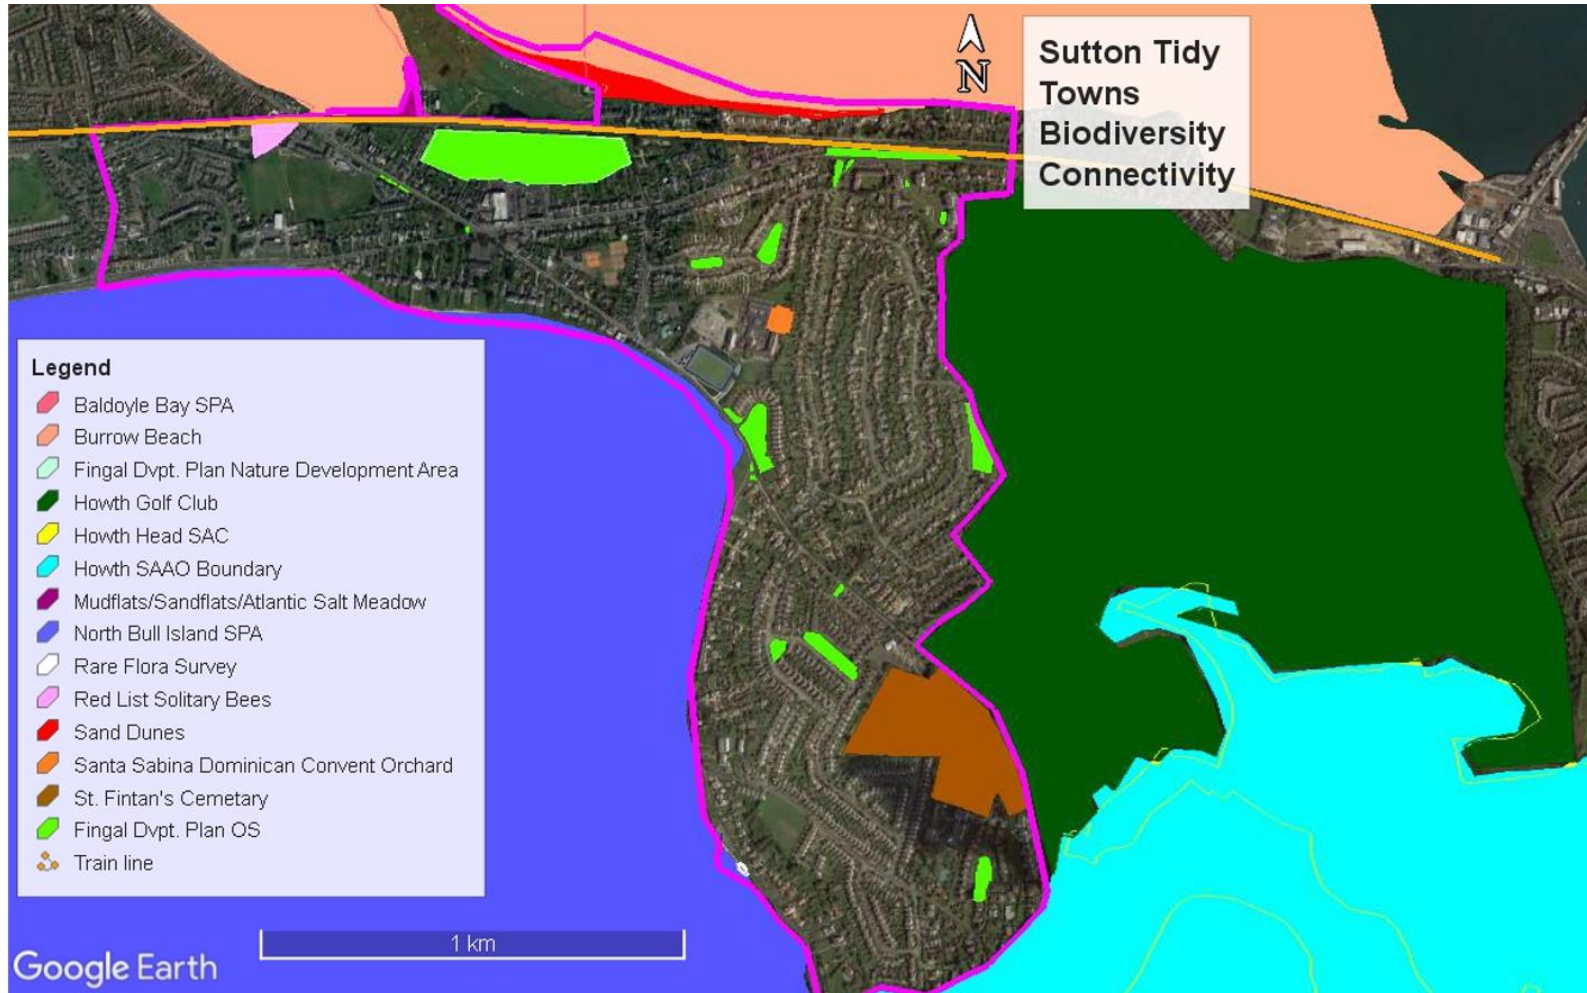 N
Sutton Tidy
Towns
Biodiversity
Connectivity
Legend
Baldoyle Bay SPA
Burrow Beach
Fingal Dvpt. Plan Nature Development Area
Howth Golf Club
Howth Head SAC
Howth SAAO Boundary
Mudflats/Sandflats/Atlantic Salt Meadow
North Bull Island SPA
Rare Flora Survey
Red List Solitary Bees
Sand Dunes
Santa Sabina Dominican Convent Orchard
St. Fintan's Cemetary
Fingal Dvpt. Plan OS
Train line
1 km
Google Earth